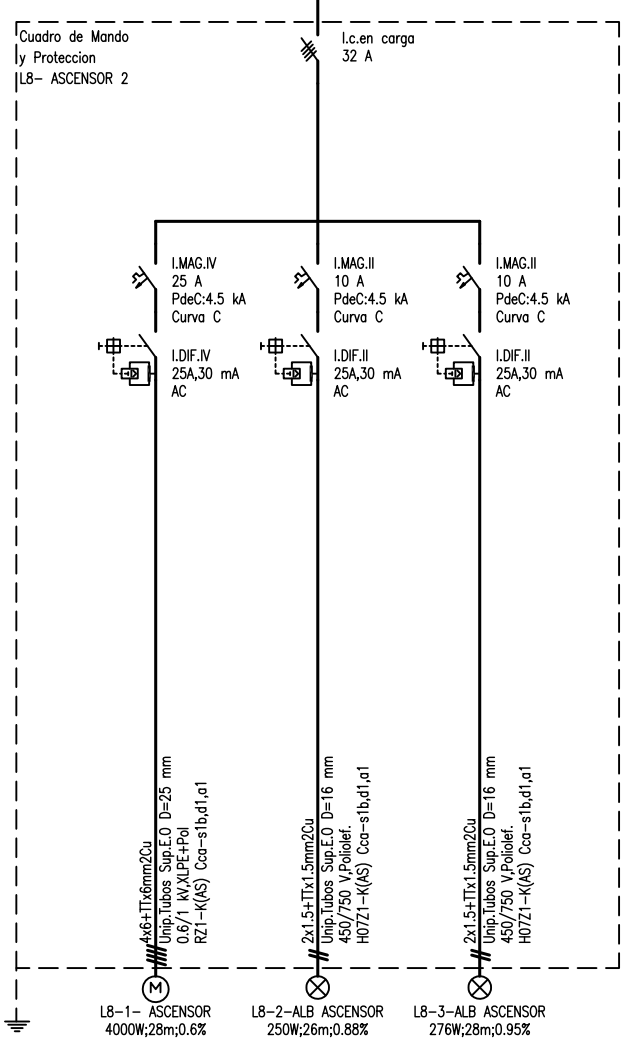 Cuadro de Mando
y Proteccion
L8- ASCENSOR 2
I.c.en carga
32 A
I.MAG.IV
25 A
PdeC:4.5 kA
Curva C
I.DIF.IV
25A,30 mA
AC
I.MAG.II
10 A
PdeC:4.5 kA
Curva C
I.DIF.II
25A,30 mA
AC
I.MAG.II
10 A
PdeC:4.5 kA
Curva C
I.DIF.II
25A,30 mA
AC
4x6+TTx6mm2Cu
Unip.Tubos Sup.E.O D=25 mm
0.6/1 kV,XLPE+Pol
RZ1-K(AS) Cca-s1b,d1,a1
2x1.5+TTx1.5mm2Cu
Unip.Tubos Sup.E.O D=16 mm
450/750 V,Poliolef.
H07Z1-K(AS) Cca-s1b,d1,a1
2x1.5+TTx1.5mm2Cu
Unip.Tubos Sup.E.O D=16 mm
450/750 V,Poliolef.
H07Z1-K(AS) Cca-s1b,d1,a1
M
L8-1- ASCENSOR
4000W;28m;0.6%
L8-2-ALB ASCENSOR
250W;26m;0.88%
L8-3-ALB ASCENSOR
276W;28m;0.95%